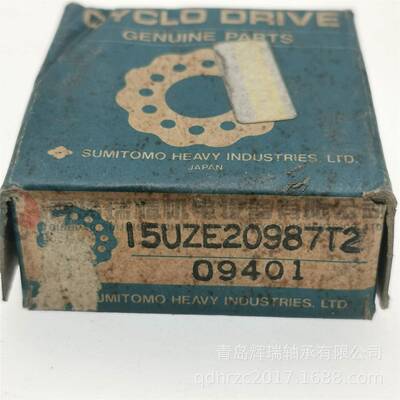 CYCLO DRIVE
GENUINE PARTS
SUMITOMO HEAVY INDUSTRIES, LTD.
JAPAN
15UZE20987T2
09401
SUMITOMO HEAVY INDUSTRIES, LTD.
青岛辉瑞轴承有限公司
qdhrzc2017.1688.com